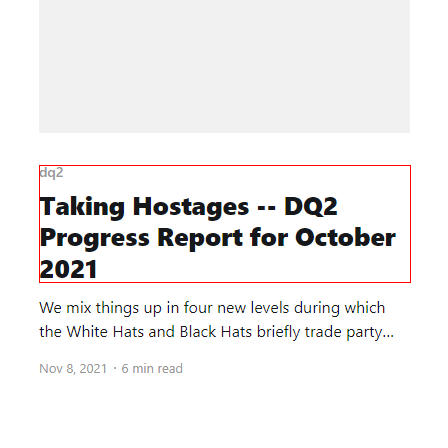 dq2
Taking Hostages -- DQ2
Progress Report for October
2021
We mix things up in four new levels during which
the White Hats and Black Hats briefly trade party...
Nov 8, 2021 · 6 min read